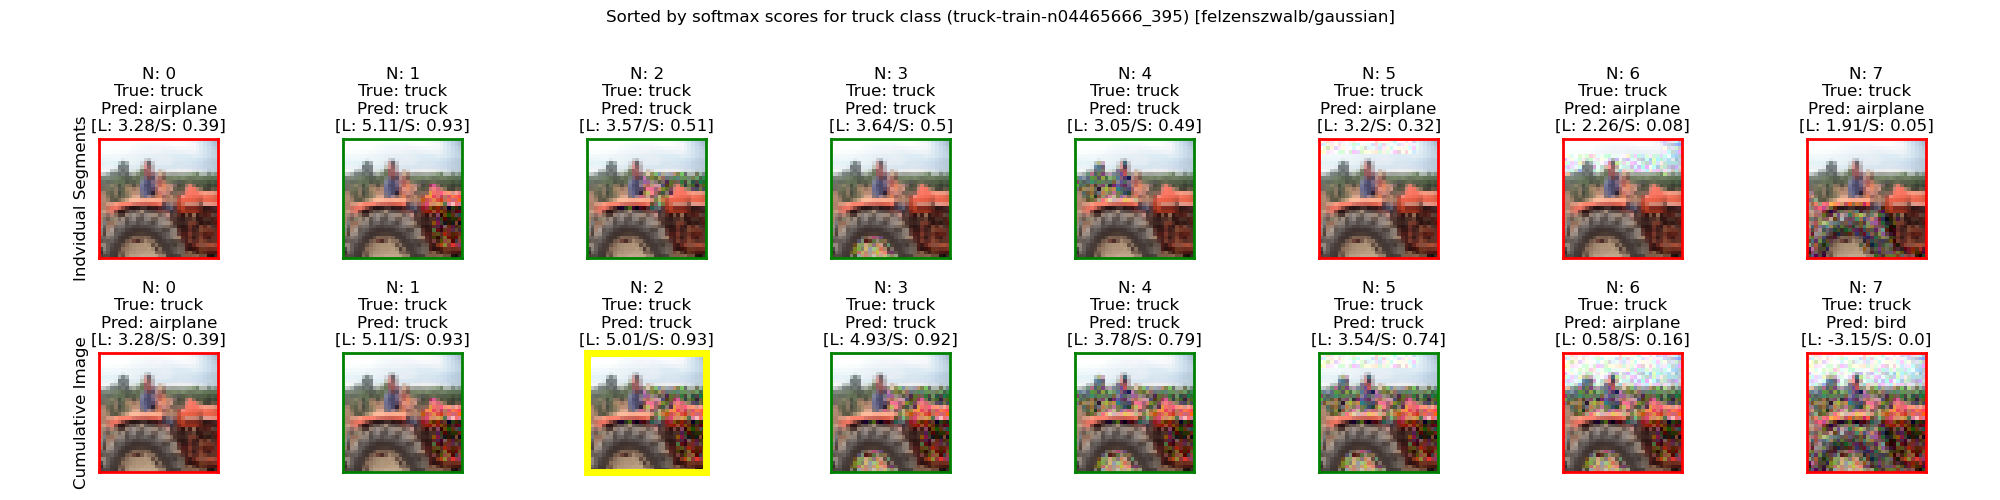 Sorted by softmax scores for truck class (truck-train-n04465666_395) [felzenszwalb/gaussian]
Individual Segments
N: 0
True: truck
Pred: airplane
[L: 3.28/S: 0.39]
N: 1
True: truck
Pred: truck
[L: 5.11/S: 0.93]
N: 2
True: truck
Pred: truck
[L: 3.57/S: 0.51]
N: 3
True: truck
Pred: truck
[L: 3.64/S: 0.5]
N: 4
True: truck
Pred: truck
[L: 3.05/S: 0.49]
N: 5
True: truck
Pred: airplane
[L: 3.2/S: 0.32]
N: 6
True: truck
Pred: airplane
[L: 2.26/S: 0.08]
N: 7
True: truck
Pred: airplane
[L: 1.91/S: 0.05]
Cumulative Image
N: 0
True: truck
Pred: airplane
[L: 3.28/S: 0.39]
N: 1
True: truck
Pred: truck
[L: 5.11/S: 0.93]
N: 2
True: truck
Pred: truck
[L: 5.01/S: 0.93]
N: 3
True: truck
Pred: truck
[L: 4.93/S: 0.92]
N: 4
True: truck
Pred: truck
[L: 3.78/S: 0.79]
N: 5
True: truck
Pred: truck
[L: 3.54/S: 0.74]
N: 6
True: truck
Pred: airplane
[L: 0.58/S: 0.16]
N: 7
True: truck
Pred: bird
[L: -3.15/S: 0.0]